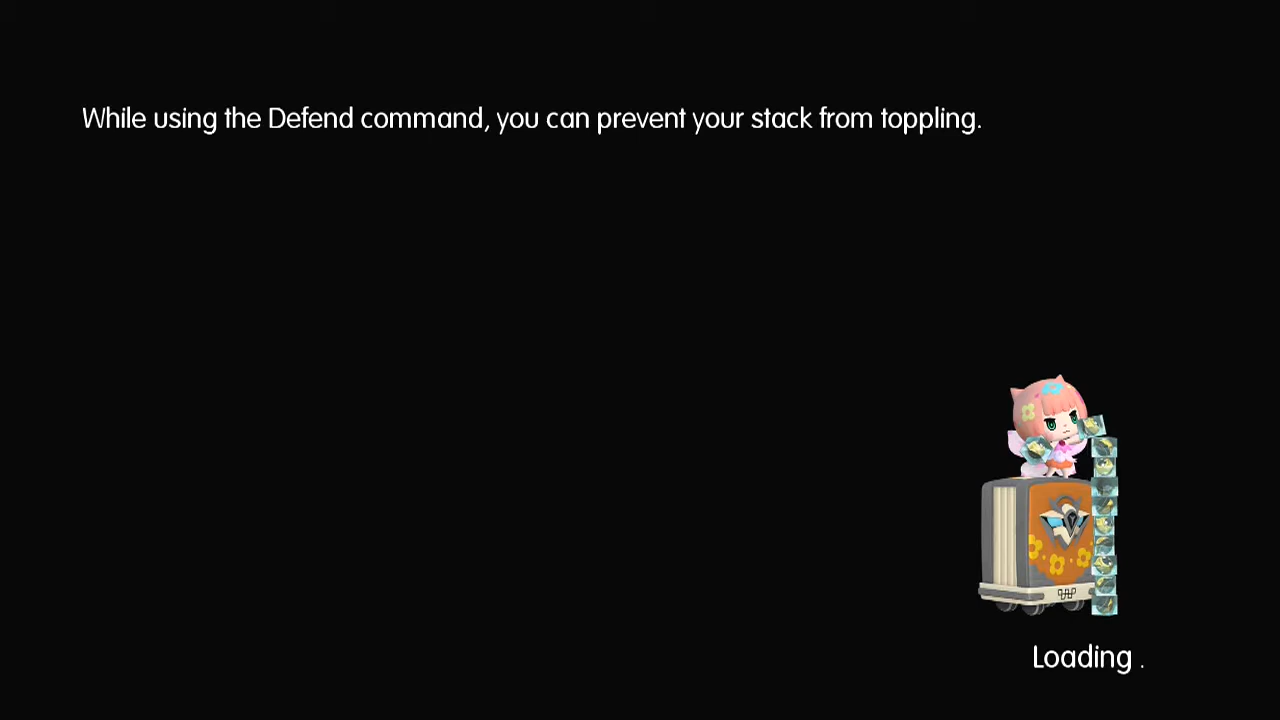 While using the Defend command, you can prevent your stack from toppling.
Loading .